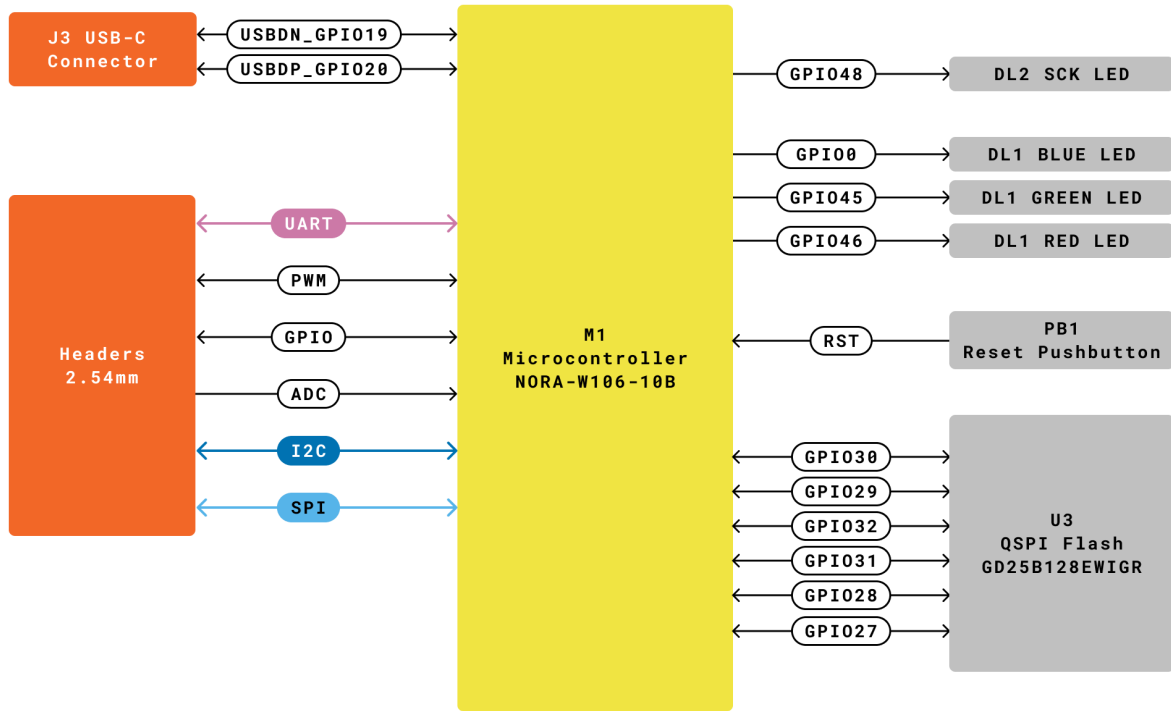 J3 USB-C
Connector
USBDN_GPIO19
USBDP_GPIO20
Headers
2.54mm
UART
PWM
GPIO
ADC
I2C
SPI
M1
Microcontroller
NORA-W106-10B
GPIO48
DL2 SCK LED
GPIO0
DL1 BLUE LED
GPIO45
DL1 GREEN LED
GPIO46
DL1 RED LED
RST
PB1
Reset Pushbutton
GPIO30
GPIO29
GPIO32
GPIO31
GPIO28
GPIO27
U3
QSPI Flash
GD25B128EWIGR